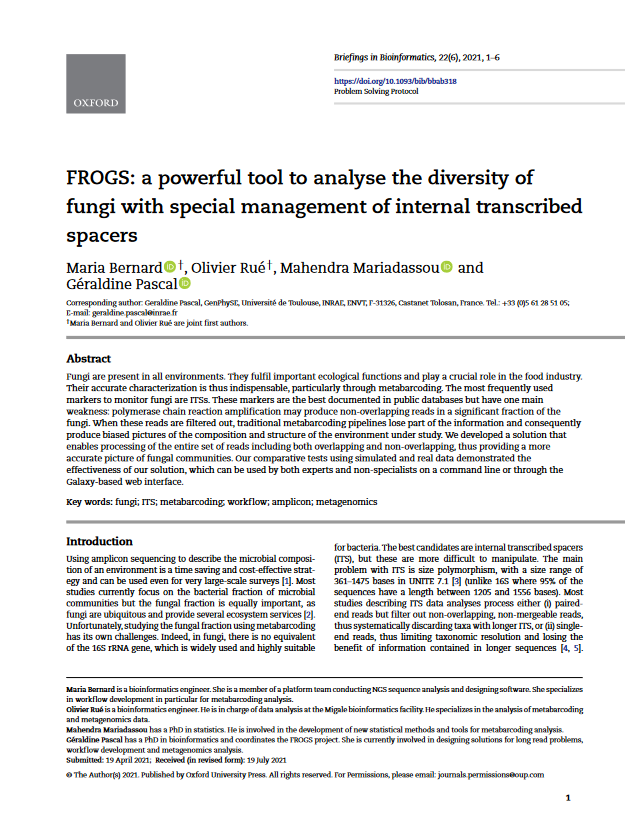 OXFORD
Briefings in Bioinformatics, 22(6), 2021, 1–6
https://doi.org/10.1093/bib/bbab318
Problem Solving Protocol
FROGS: a powerful tool to analyse the diversity of
fungi with special management of internal transcribed
spacers
Maria Bernard iD †, Olivier Rué†, Mahendra Mariadassou iD and
Géraldine Pascal iD
Corresponding author: Geraldine Pascal, GenPhySE, Université de Toulouse, INRAE, ENVT, F-31326, Castanet Tolosan, France. Tel.: +33 (0)5 61 28 51 05;
E-mail: geraldine.pascal@inrae.fr
†Maria Bernard and Olivier Rué are joint first authors.
Abstract
Fungi are present in all environments. They fulfil important ecological functions and play a crucial role in the food industry.
Their accurate characterization is thus indispensable, particularly through metabarcoding. The most frequently used
markers to monitor fungi are ITSs. These markers are the best documented in public databases but have one main
weakness: polymerase chain reaction amplification may produce non-overlapping reads in a significant fraction of the
fungi. When these reads are filtered out, traditional metabarcoding pipelines lose part of the information and consequently
produce biased pictures of the composition and structure of the environment under study. We developed a solution that
enables processing of the entire set of reads including both overlapping and non-overlapping, thus providing a more
accurate picture of fungal communities. Our comparative tests using simulated and real data demonstrated the
effectiveness of our solution, which can be used by both experts and non-specialists on a command line or through the
Galaxy-based web interface.
Key words: fungi; ITS; metabarcoding; workflow; amplicon; metagenomics
Introduction
Using amplicon sequencing to describe the microbial composi-
tion of an environment is a time saving and cost-effective strat-
egy and can be used even for very large-scale surveys [1]. Most
studies currently focus on the bacterial fraction of microbial
communities but the fungal fraction is equally important, as
fungi are ubiquitous and provide several ecosystem services [2].
Unfortunately, studying the fungal fraction using metabarcoding
has its own challenges. Indeed, in fungi, there is no equivalent
of the 16S rRNA gene, which is widely used and highly suitable
for bacteria. The best candidates are internal transcribed spacers
(ITS), but these are more difficult to manipulate. The main
problem with ITS is size polymorphism, with a size range of
361–1475 bases in UNITE 7.1 [3] (unlike 16S where 95% of the
sequences have a length between 1205 and 1556 bases). Most
studies describing ITS data analyses process either (i) paired-
end reads but filter out non-overlapping, non-mergeable reads,
thus systematically discarding taxa with longer ITS, or (ii) single-
end reads, thus limiting taxonomic resolution and losing the
benefit of information contained in longer sequences [4, 5].
Maria Bernard is a bioinformatics engineer. She is a member of a platform team conducting NGS sequence analysis and designing software. She specializes
in workflow development in particular for metabarcoding analysis.
Olivier Rué is a bioinformatics engineer. He is in charge of data analysis at the Migale bioinformatics facility. He specializes in the analysis of metabarcoding
and metagenomics data.
Mahendra Mariadassou has a PhD in statistics. He is involved in the development of new statistical methods and tools for metabarcoding analysis.
Géraldine Pascal has a PhD in bioinformatics and coordinates the FROGS project. She is currently involved in designing solutions for long read problems,
workflow development and metagenomics analysis.
Submitted: 19 April 2021; Received (in revised form): 19 July 2021
© The Author(s) 2021. Published by Oxford University Press. All rights reserved. For Permissions, please email: journals.permissions@oup.com
1